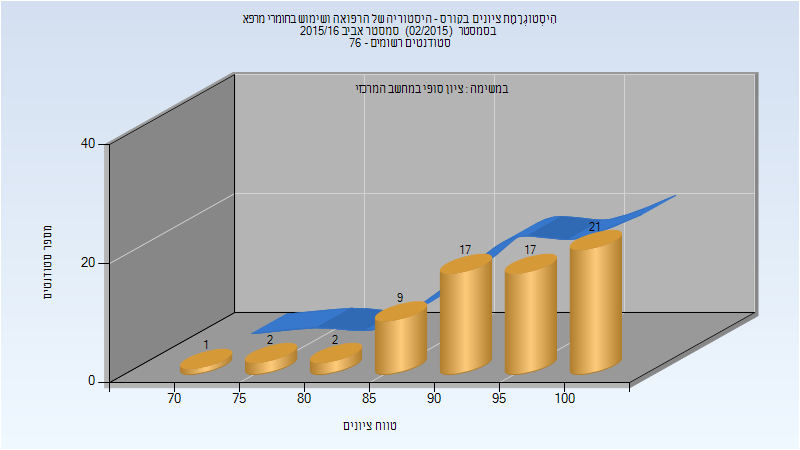 הִיסְטוֹגְרַמַת ציונים בקורס - היסטוריה של הרפואה ושימוש בחומרי מרפא
בסמסטר (02/2015) סמסטר אביב 2015/16
סטודנטים רשומים - 76
במשימה : ציון סופי במחשב המרכזי
מספר סטודנטים
40
20
0
1
2
2
9
17
17
21
70
75
80
85
90
95
100
טווח ציונים